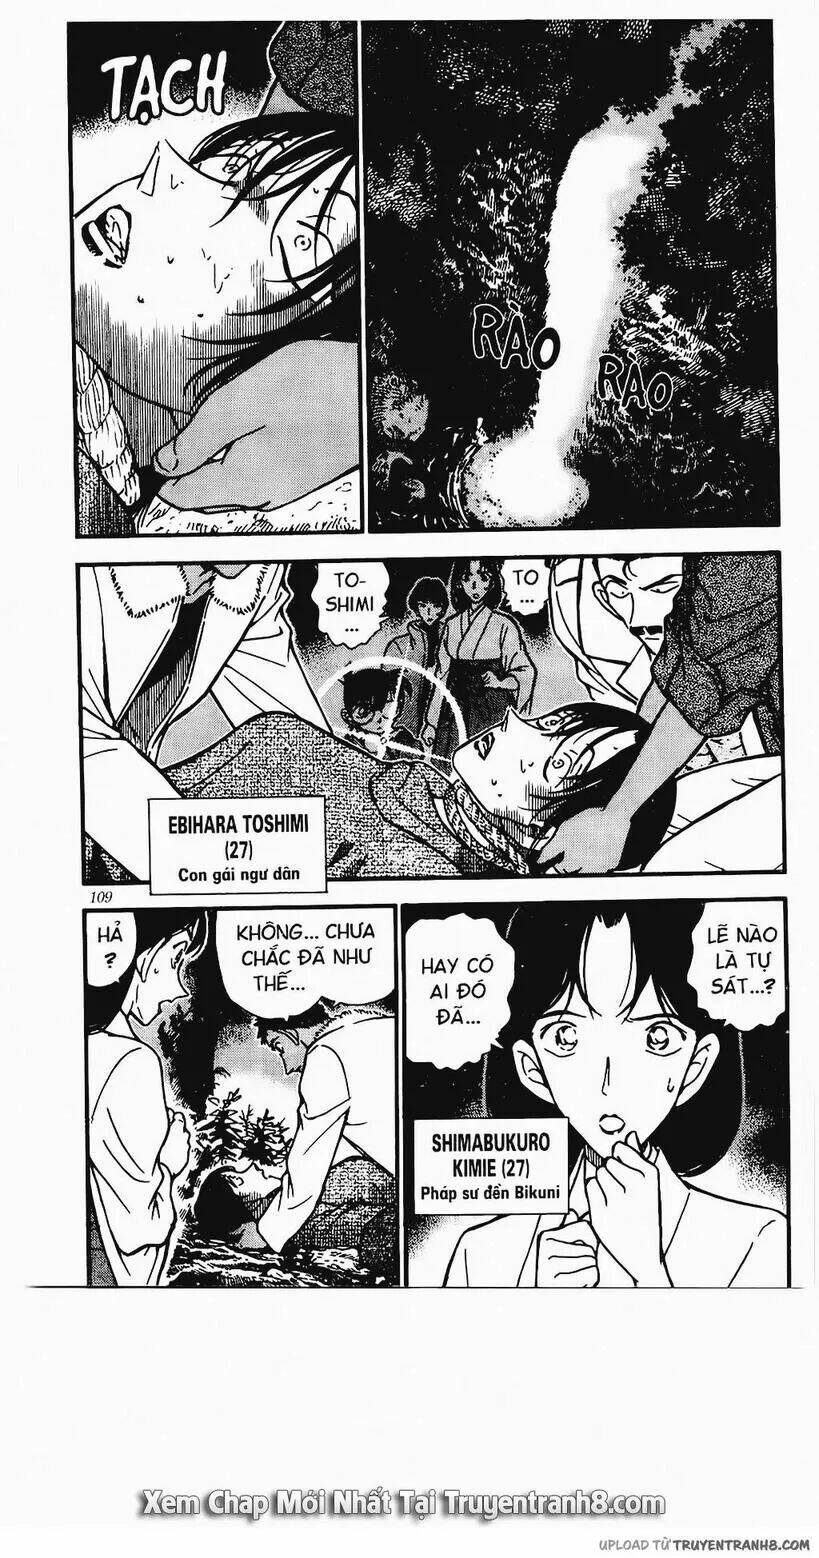 TẠCH
RÀO
RÀO
TO-
SHIMI
...
TO
...
EBIHARA TOSHIMI
(27)
Con gái ngư dân
109
HẢ
?
KHÔNG... CHƯA
CHẮC ĐÃ NHƯ
THẾ...
LẼ NÀO
LÀ TỰ
SÁT...?
HAY CÓ
AI ĐÓ
ĐÃ...
SHIMABUKURO
KIMIE (27)
Pháp sư đền Bikuni
Xem Chap Mới Nhất Tại Truyentranh8.com
UPLOAD TỪ TRUYENTRANH8.COM